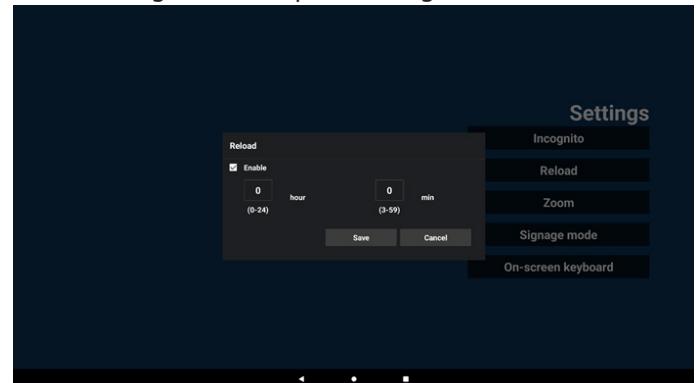 Settings
Incognito
Reload
Zoom
Signage mode
On-screen keyboard
Reload
Enable
0 hour 0 min
(0-24) (3-59)
Save Cancel